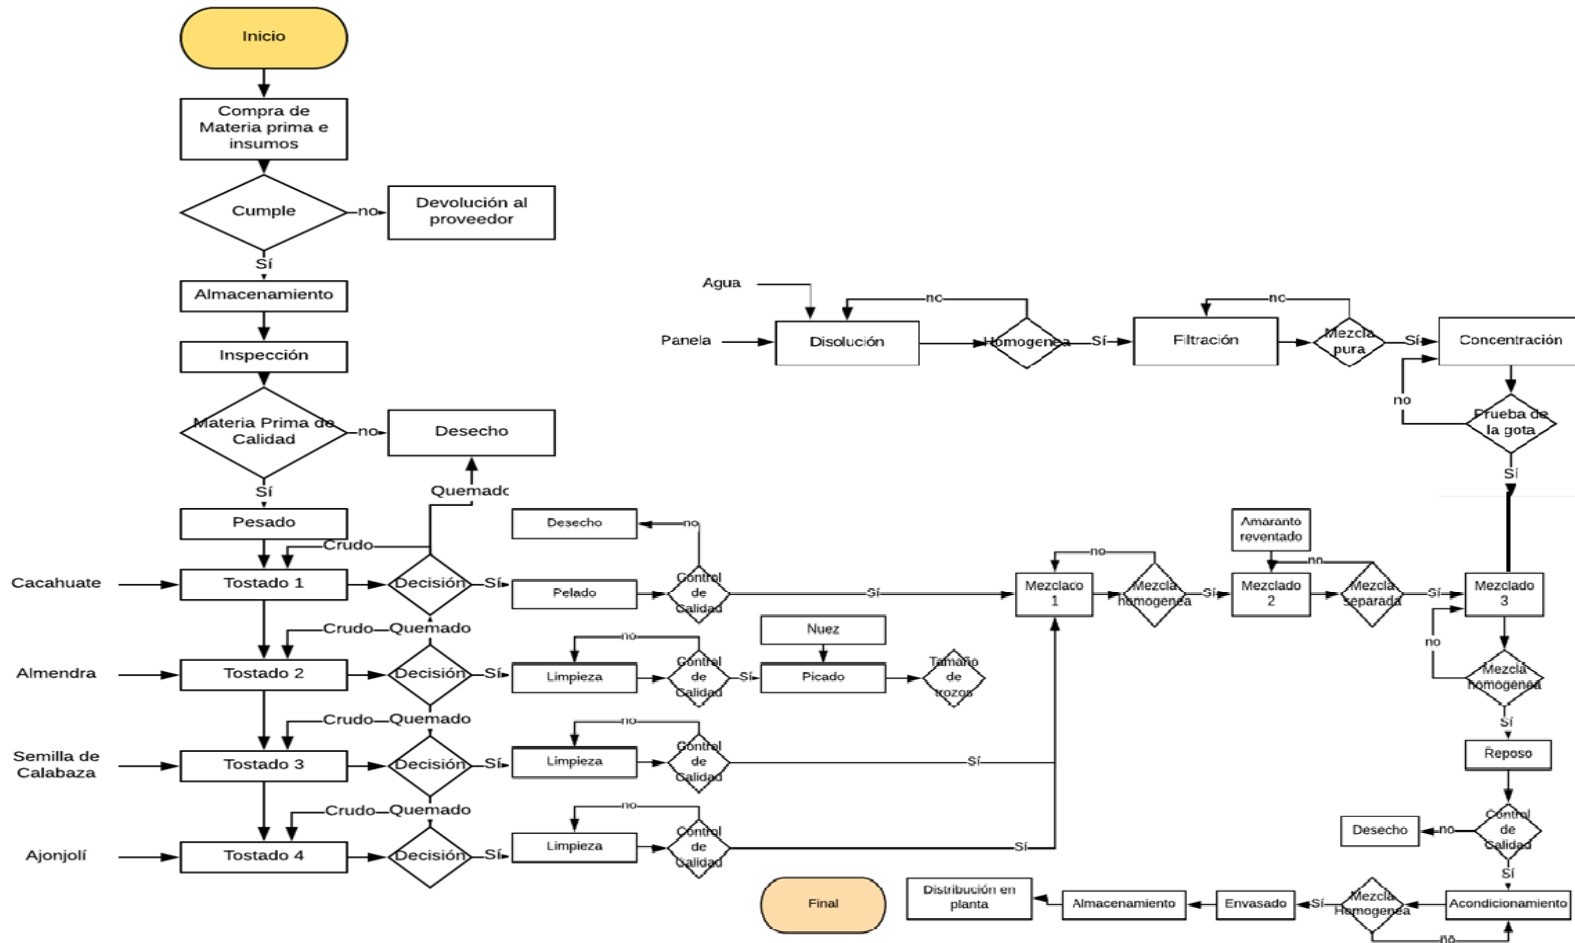 Inicio
Compra de
Materia prima e
insumos
Cumple
no
Devolución al
proveedor
Sí
Almacenamiento
Inspección
Materia Prima de
Calidad
no
Desecho
Sí
Quemado
Pesado
Crudo
Cacahuate
Tostado 1
Decisión
Sí
Desecho
no
Pelado
Control
de
Calidad
Sí
Crudo
Quemado
Almendra
Tostado 2
Decisión
Sí
no
Limpieza
Control
de
Calidad
Sí
Nuez
Picado
Tamaño
de
trozos
Crudo
Quemado
Semilla de
Calabaza
Tostado 3
Decisión
Sí
no
Limpieza
Control
de
Calidad
Sí
Crudo
Quemado
Ajonjolí
Tostado 4
Decisión
Sí
no
Limpieza
Control
de
Calidad
Sí
Agua
Panela
Disolución
no
Homogenea
Sí
Filtración
no
Mezcla
pura
Sí
Concentración
no
Prueba de
la gota
Sí
Mezclado
1
no
Mezcla
homogenea
Sí
Amaranto
reventado
Mezclado
2
no
Mezcla
separada
Sí
Mezclado
3
no
Mezcla
homogenea
Sí
Reposo
Control
de
Calidad
no
Desecho
Sí
Acondicionamiento
Mezcla
Homogenea
no
Sí
Envasado
Almacenamiento
Distribución en
planta
Final